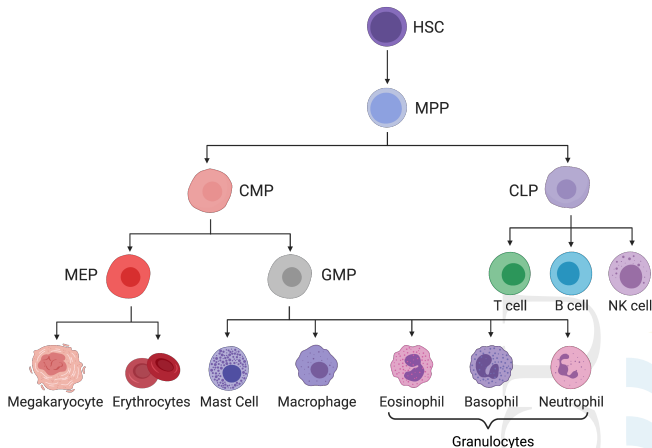 HSC
MPP
CMP
CLP
MEP
GMP
T cell
B cell
NK cell
Megakaryocyte
Erythrocytes
Mast Cell
Macrophage
Eosinophil
Basophil
Neutrophil
Granulocytes